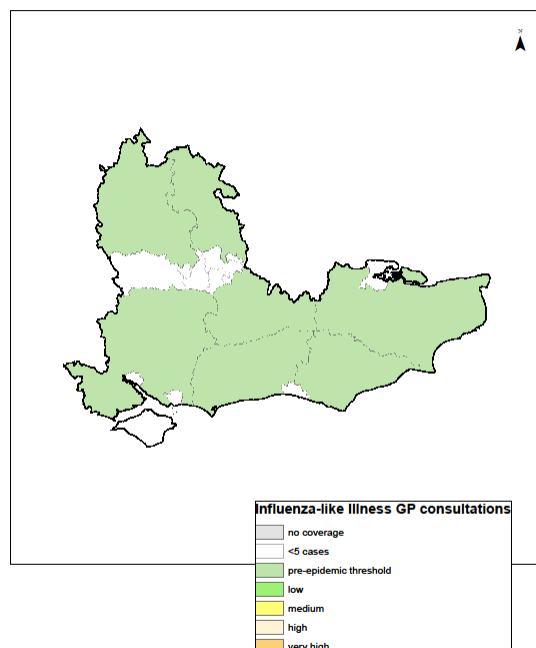 N
Influenza-like Illness GP consultations
no coverage
<5 cases
pre-epidemic threshold
low
medium
high
very high